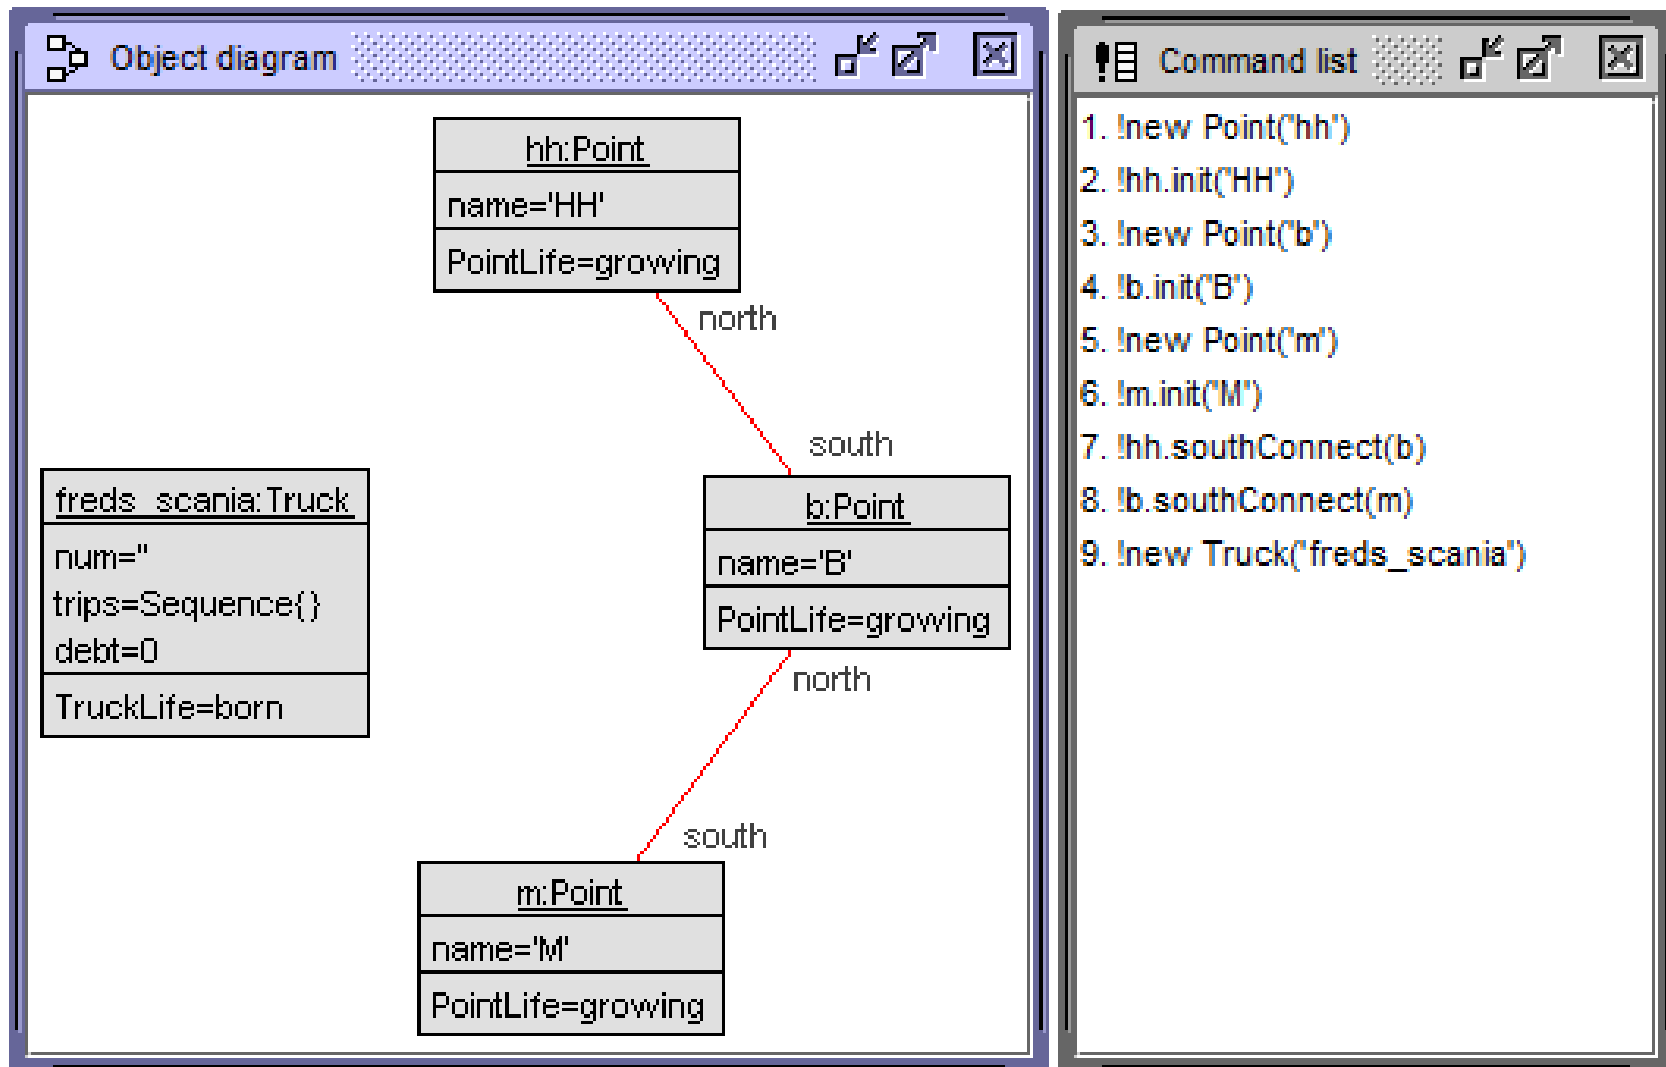 Object diagram
hh:Point
name='HH'
PointLife=growing
north
south
freds_scania:Truck
num=''
trips=Sequence{}
debt=0
TruckLife=born
b:Point
name='B'
PointLife=growing
north
south
m:Point
name='M'
PointLife=growing
Command list
1. !new Point('hh')
2. !hh.init('HH')
3. !new Point('b')
4. !b.init('B')
5. !new Point('m')
6. !m.init('M')
7. !hh.southConnect(b)
8. !b.southConnect(m)
9. !new Truck('freds_scania')